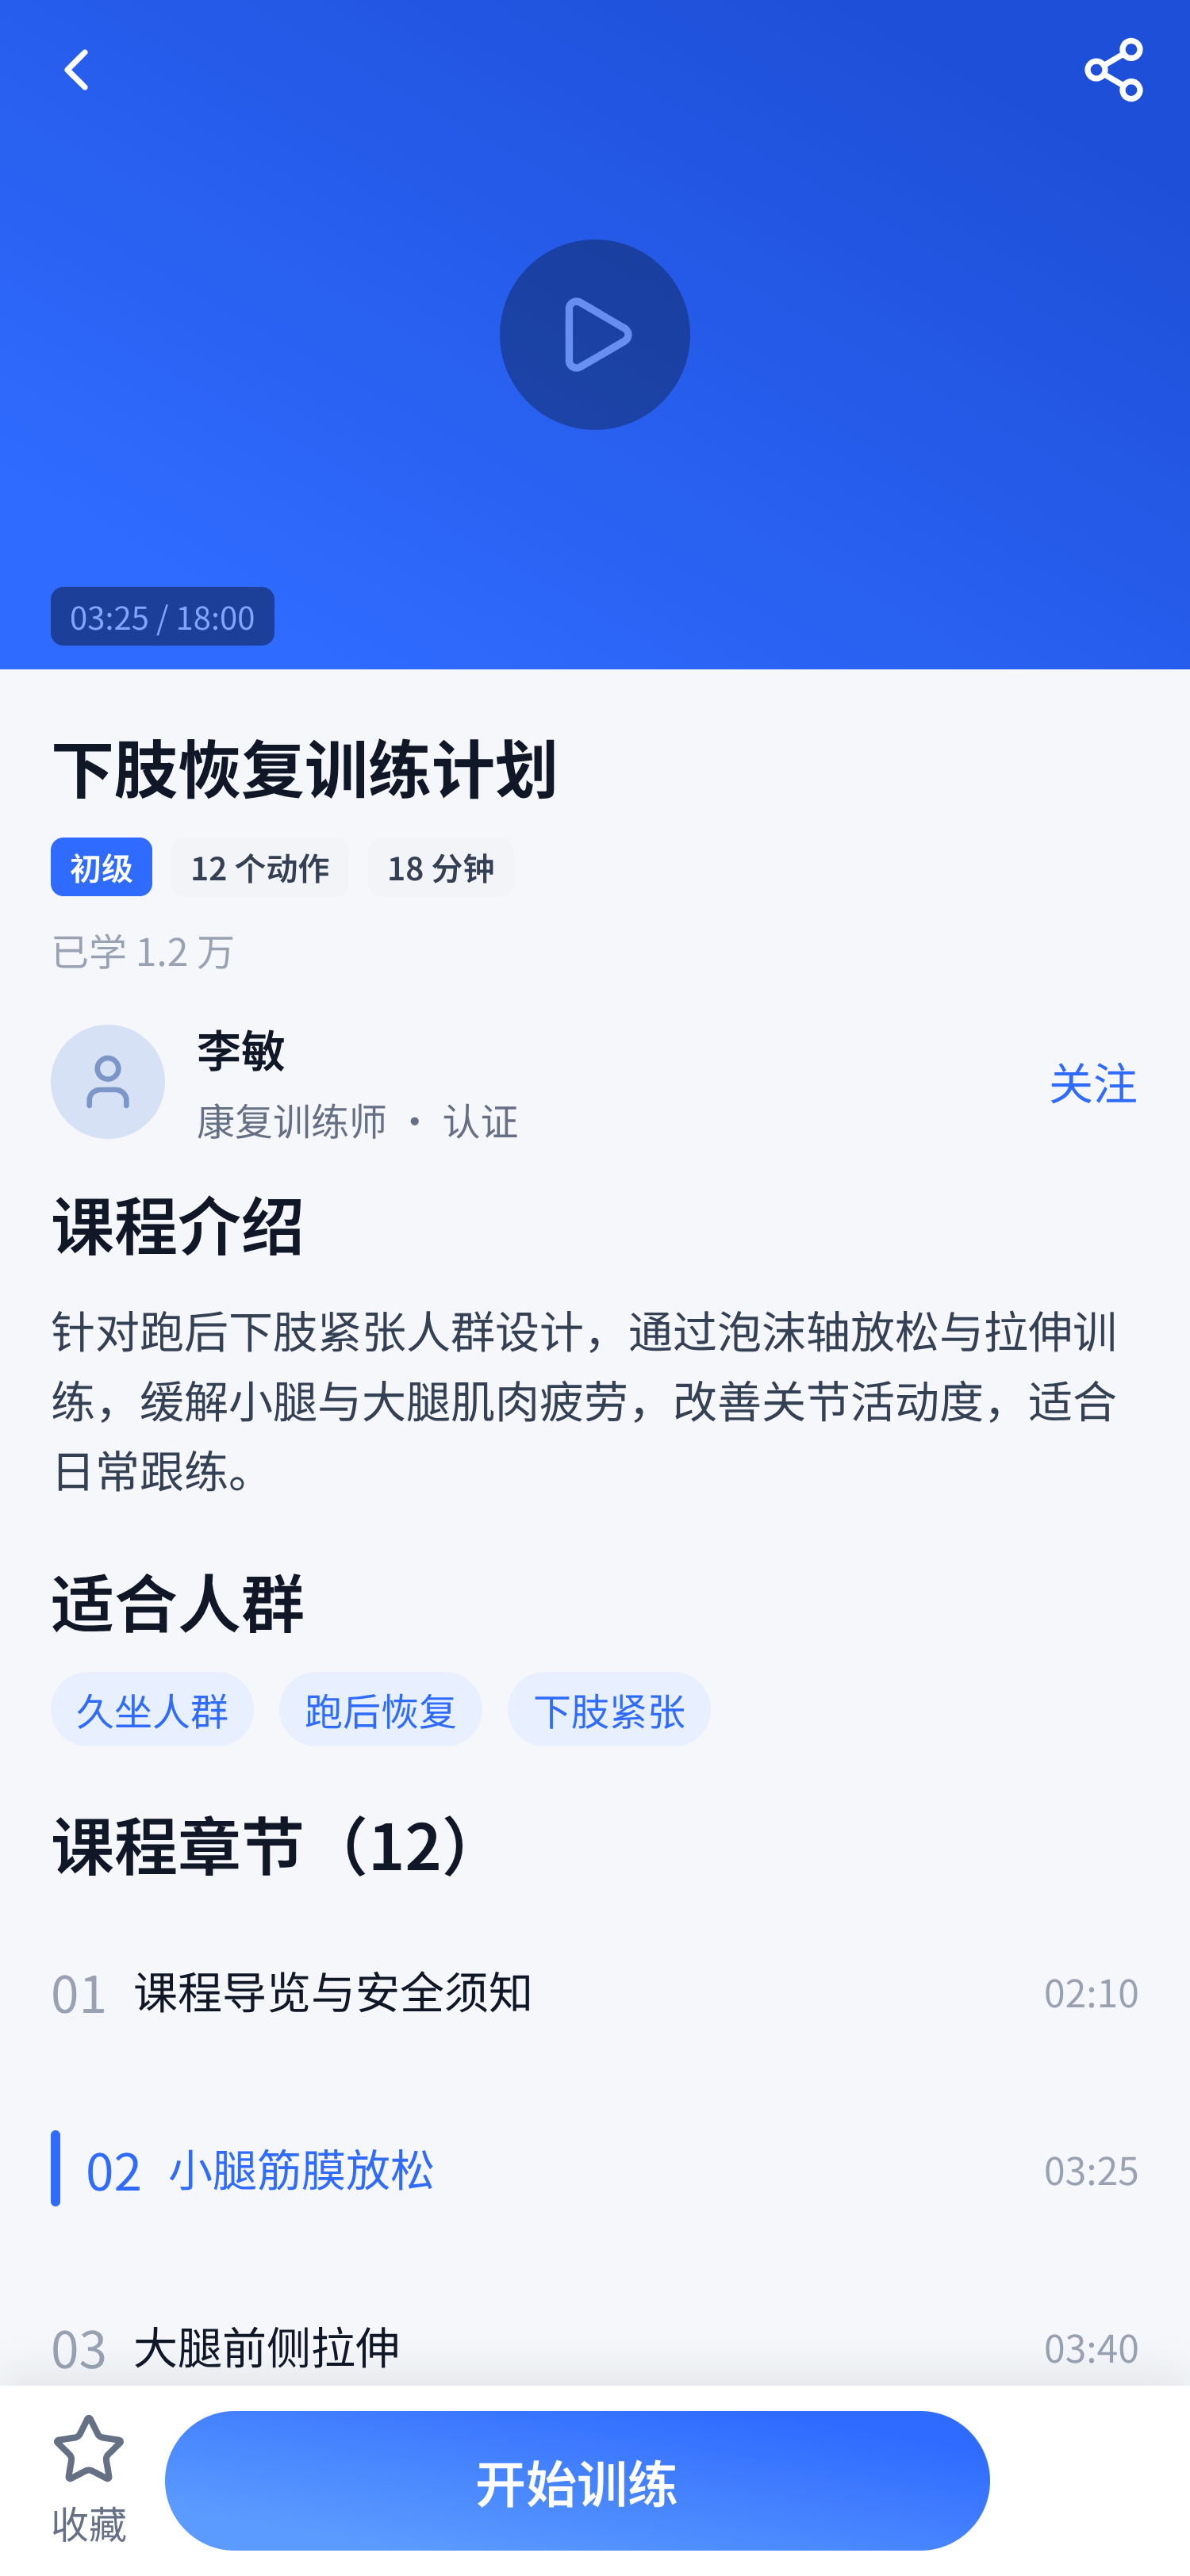 03:25 / 18:00
下肢恢复训练计划
初级 12 个动作 18 分钟
已学 1.2 万
李敏
康复训练师 · 认证
关注
课程介绍
针对跑后下肢紧张人群设计，通过泡沫轴放松与拉伸训
练，缓解小腿与大腿肌肉疲劳，改善关节活动度，适合
日常跟练。
适合人群
久坐人群 跑后恢复 下肢紧张
课程章节（12）
01 课程导览与安全须知 02:10
02 小腿筋膜放松 03:25
03 大腿前侧拉伸 03:40
收藏
开始训练